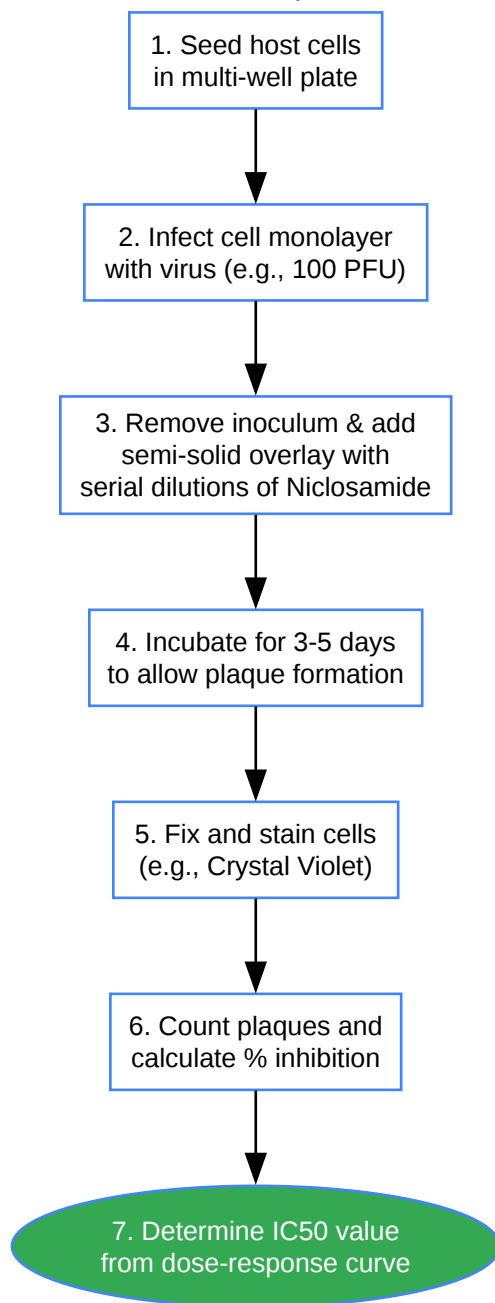 1. Seed host cells
in multi-well plate
2. Infect cell monolayer
with virus (e.g., 100 PFU)
3. Remove inoculum & add
semi-solid overlay with
serial dilutions of Niclosamide
4. Incubate for 3-5 days
to allow plaque formation
5. Fix and stain cells
(e.g., Crystal Violet)
6. Count plaques and
calculate % inhibition
7. Determine IC50 value
from dose-response curve